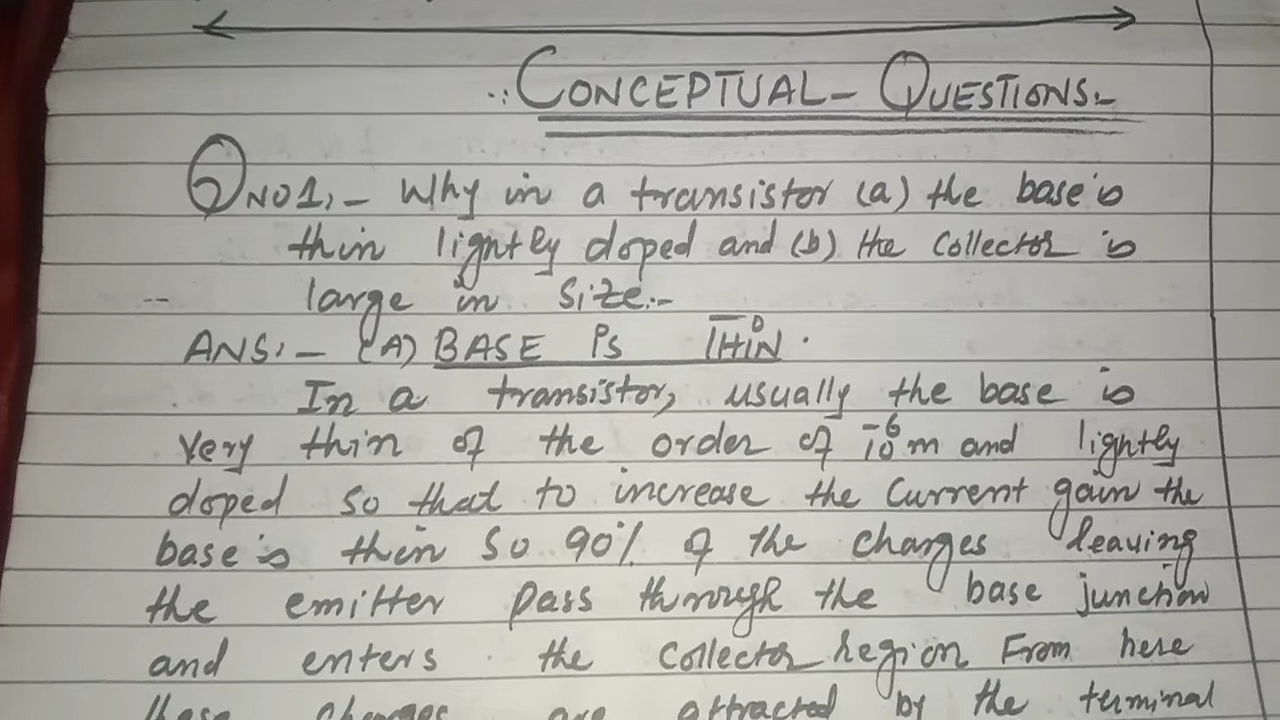 .: CONCEPTUAL- QUESTIONS:-
QNO1:- Why in a transistor (a) the base is
thin lightly doped and (b) the collector is
large in size:-
ANS:- (A) BASE IS THIN.
In a transistor, usually the base is
very thin of the order of 10⁻⁶m and lightly
doped so that to increase the current gain the
base is thin so 90% of the charges leaving
the emitter pass through the base junction
and enters the collector region From here
these charges are attracted by the terminal